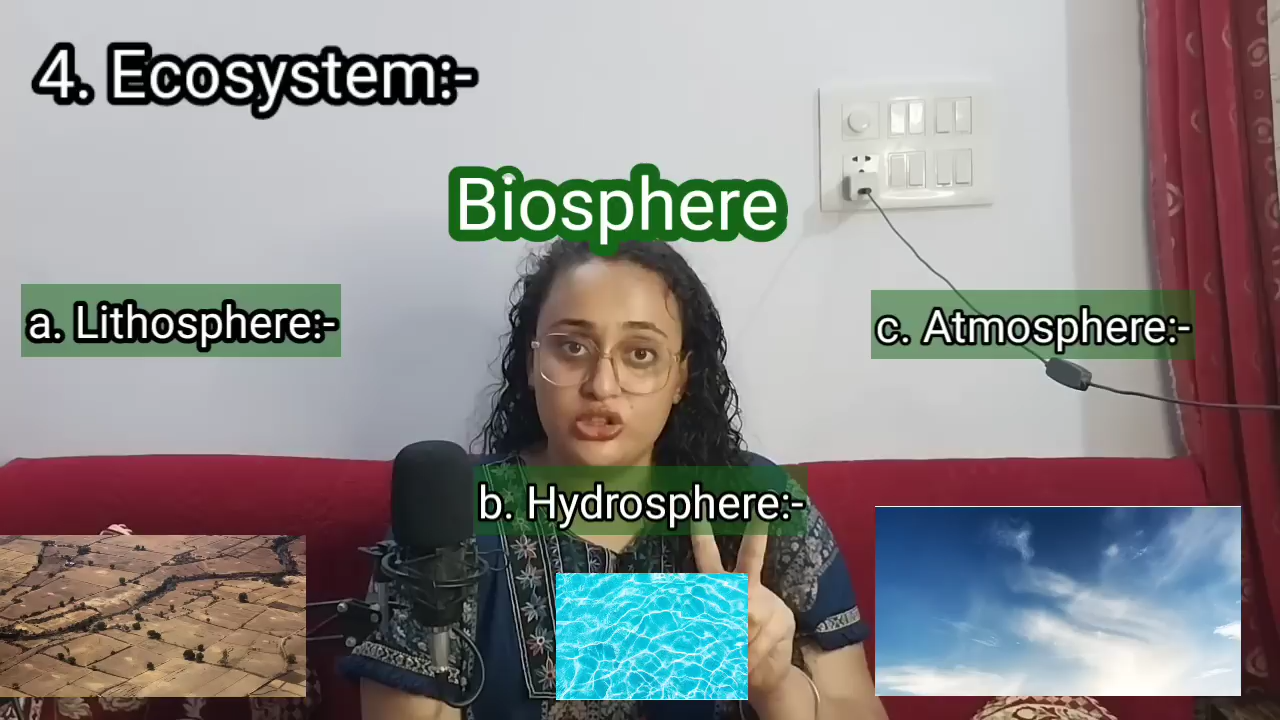 4. Ecosystem:-
Biosphere
a. Lithosphere:-
c. Atmosphere:-
b. Hydrosphere:-